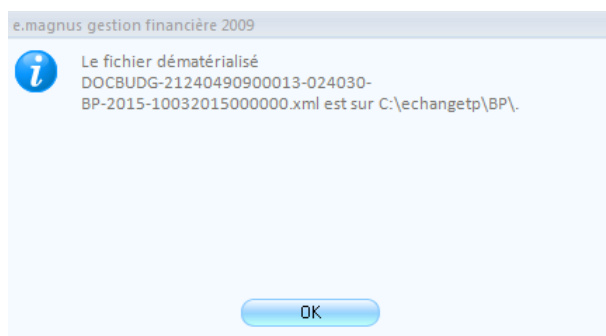 e.magnus gestion financière 2009
Le fichier dématérialisé
DOCBUDG-21240490900013-024030-
BP-2015-10032015000000.xml est sur C:\echangetp\BP\.
OK